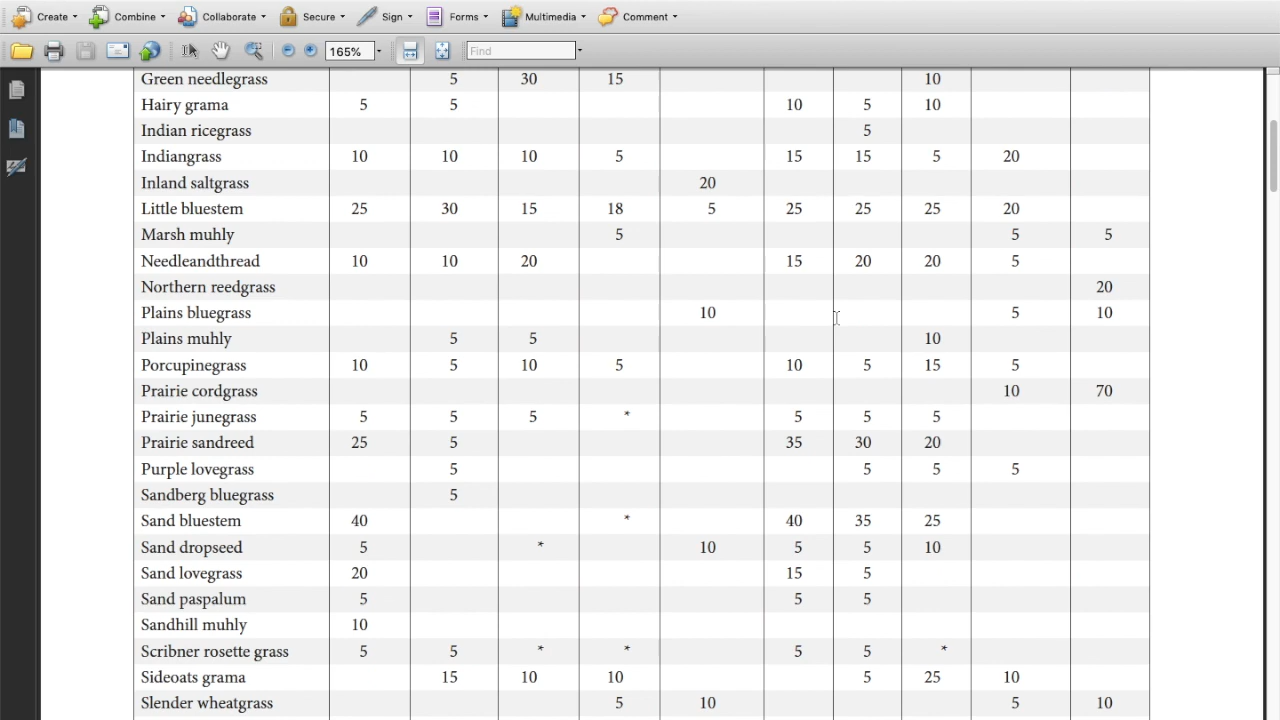 Create Combine Collaborate Secure Sign Forms Multimedia Comment
165% Find
Green needlegrass 5 30 15 10
Hairy grama 5 5 10 5 10
Indian ricegrass 5
Indiangrass 10 10 10 5 15 15 5 20
Inland saltgrass 20
Little bluestem 25 30 15 18 5 25 25 25 20
Marsh muhly 5 5 5
Needleandthread 10 10 20 15 20 20 5
Northern reedgrass 20
Plains bluegrass 10 5 10
Plains muhly 5 5 10
Porcupinegrass 10 5 10 5 10 5 15 5
Prairie cordgrass 10 70
Prairie junegrass 5 5 5 * 5 5 5
Prairie sandreed 25 5 35 30 20
Purple lovegrass 5 5 5 5
Sandberg bluegrass 5
Sand bluestem 40 * 40 35 25
Sand dropseed 5 * 10 5 5 10
Sand lovegrass 20 15 5
Sand paspalum 5 5 5
Sandhill muhly 10
Scribner rosette grass 5 5 * * 5 5 *
Sideoats grama 15 10 10 5 25 10
Slender wheatgrass 5 10 5 10